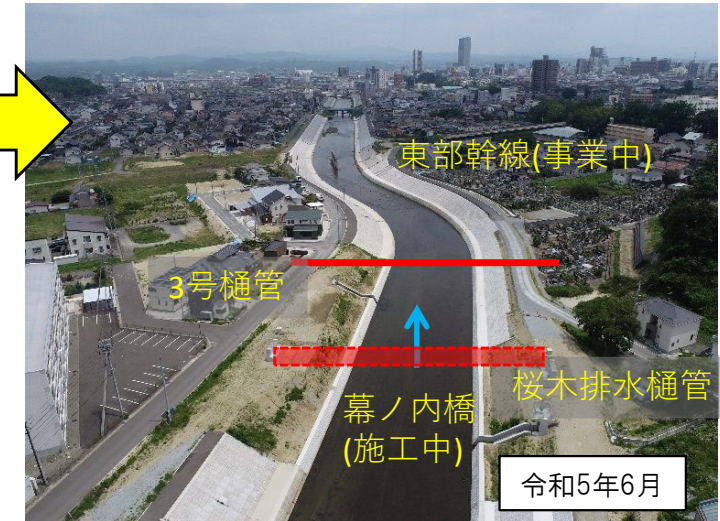 東部幹線(事業中)
3号樋管
桜木排水樋管
幕ノ内橋
(施工中)
令和5年6月